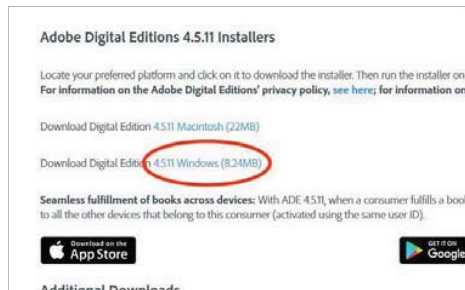 Adobe Digital Editions 4.5.11 Installers
Locate your preferred platform and click on it to download the installer. Then run the installer on
For information on the Adobe Digital Editions' privacy policy, see here; for information on
Download Digital Edition 4.5.11 Macintosh (22MB)
Download Digital Edition 4.5.11 Windows (8.24MB)
Seamless fulfillment of books across devices: With ADE 4.5.11, when a consumer fulfills a book
to all the other devices that belong to this consumer (activated using the same user ID).
Download on the
App Store
GET IT ON
Google
Additional Downloads